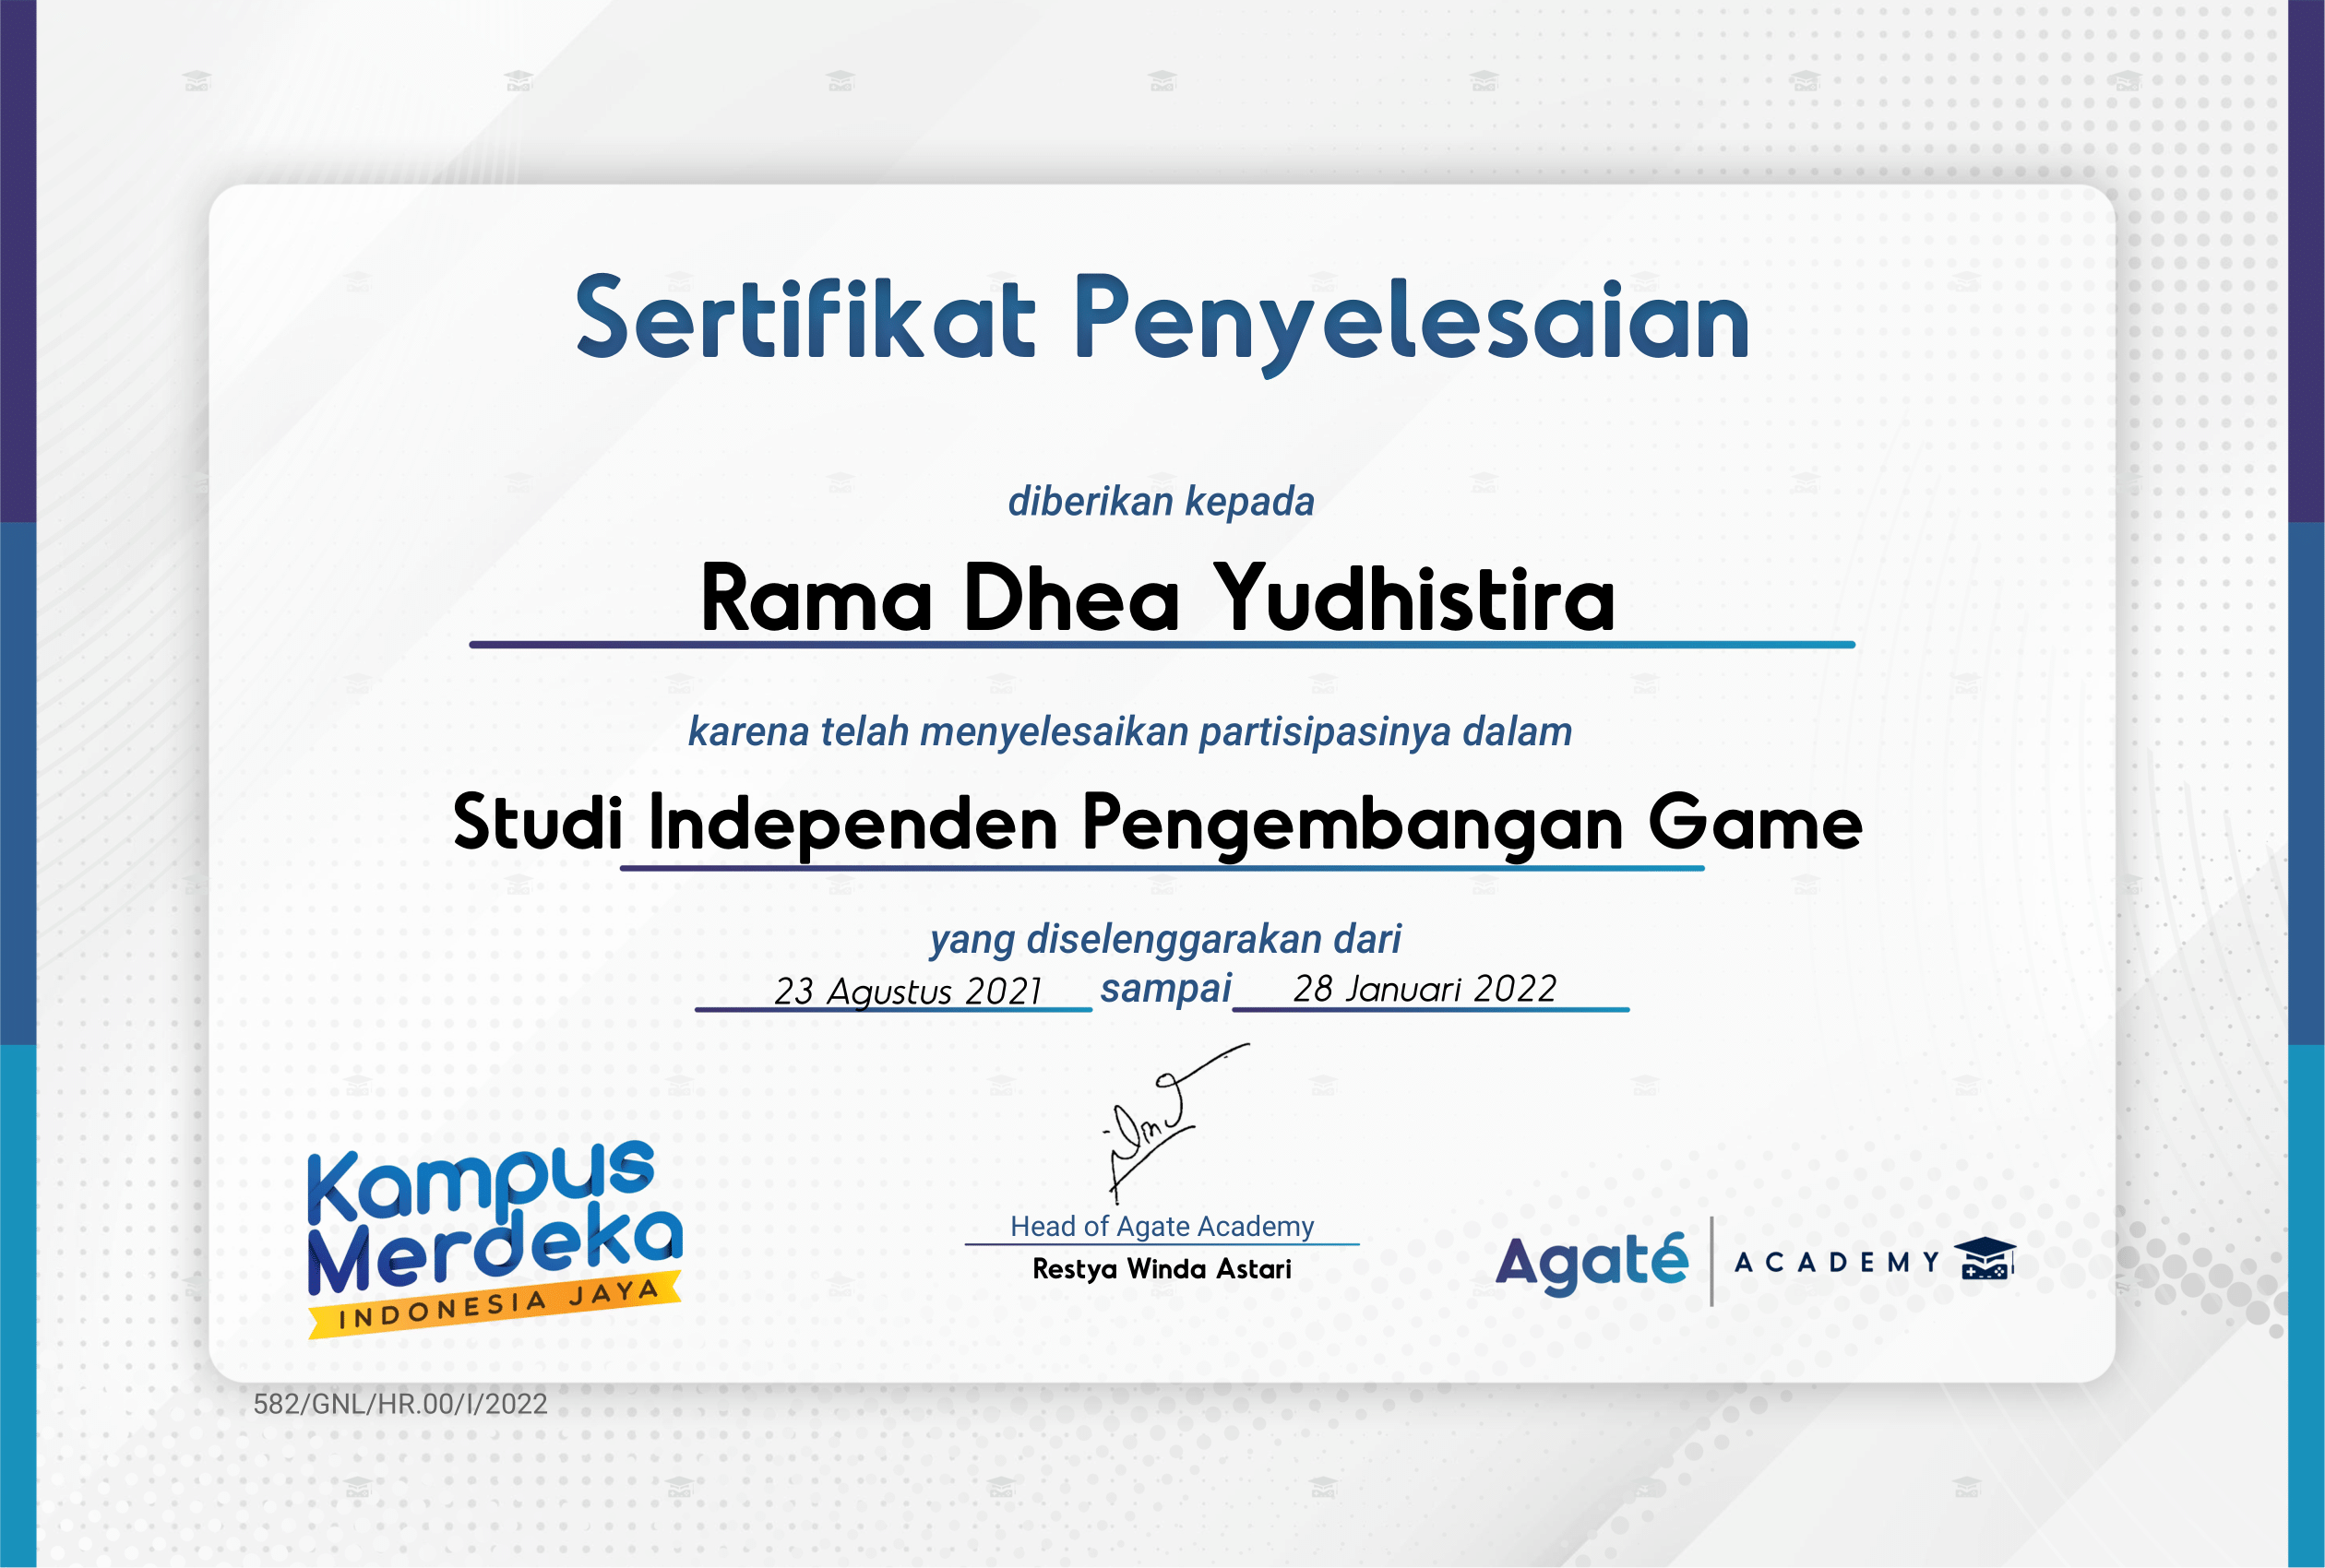 Sertifikat Penyelesaian
diberikan kepada
Rama Dhea Yudhistira
karena telah menyelesaikan partisipasinya dalam
Studi Independen Pengembangan Game
yang diselenggarakan dari
23 Agustus 2021 sampai 28 Januari 2022
Kampus
Merdeka
INDONESIA JAYA
Head of Agate Academy
Restya Winda Astari
Agate ACADEMY
582/GNL/HR.00/I/2022